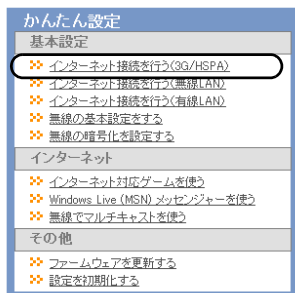 かんたん設定
基本設定
インターネット接続を行う(3G/HSPA)
インターネット接続を行う(無線LAN)
インターネット接続を行う(有線LAN)
無線の基本設定をする
無線の暗号化を設定する
インターネット
インターネット対応ゲームを使う
Windows Live (MSN) メッセンジャーを使う
無線でマルチキャストを使う
その他
ファームウェアを更新する
設定を初期化する